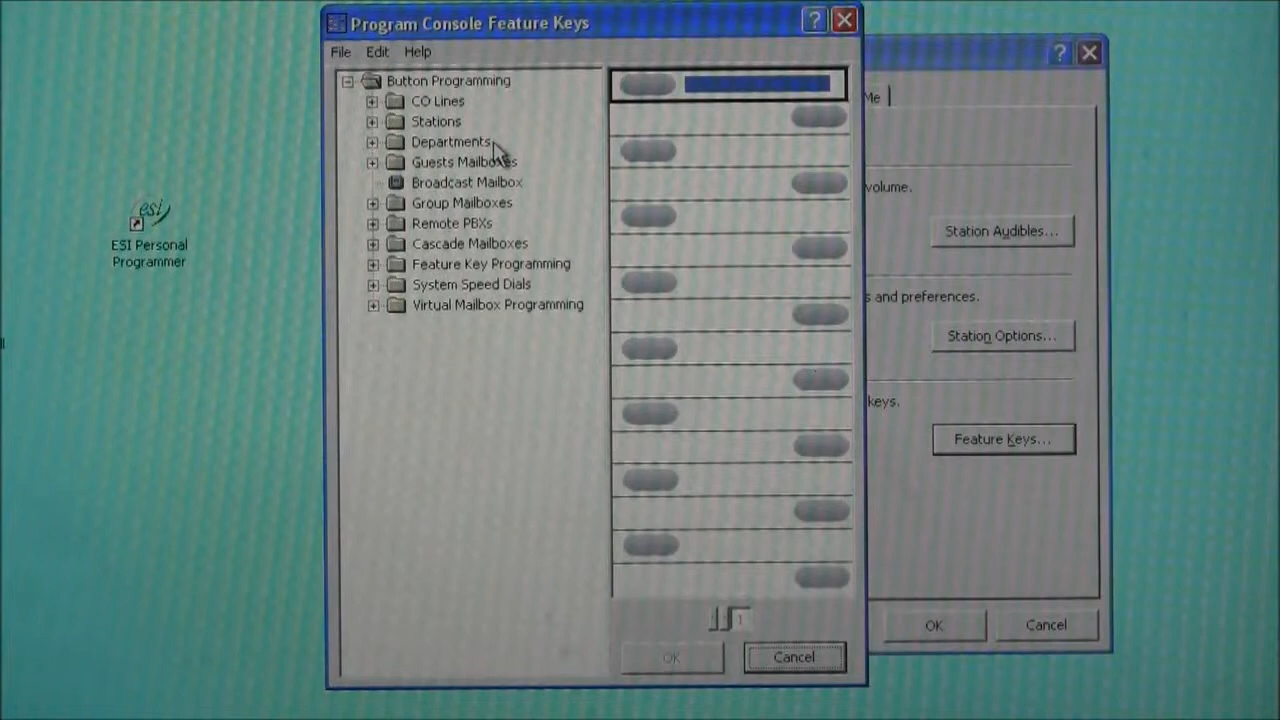 Program Console Feature Keys
File Edit Help
Button Programming
CO Lines
Stations
Departments
Guests Mailboxes
Broadcast Mailbox
Group Mailboxes
Remote PBXs
Cascade Mailboxes
Feature Key Programming
System Speed Dials
Virtual Mailbox Programming
1
OK
Cancel
Me
volume.
Station Audibles...
s and preferences.
Station Options...
keys.
Feature Keys...
OK
Cancel
esi
ESI Personal
Programmer